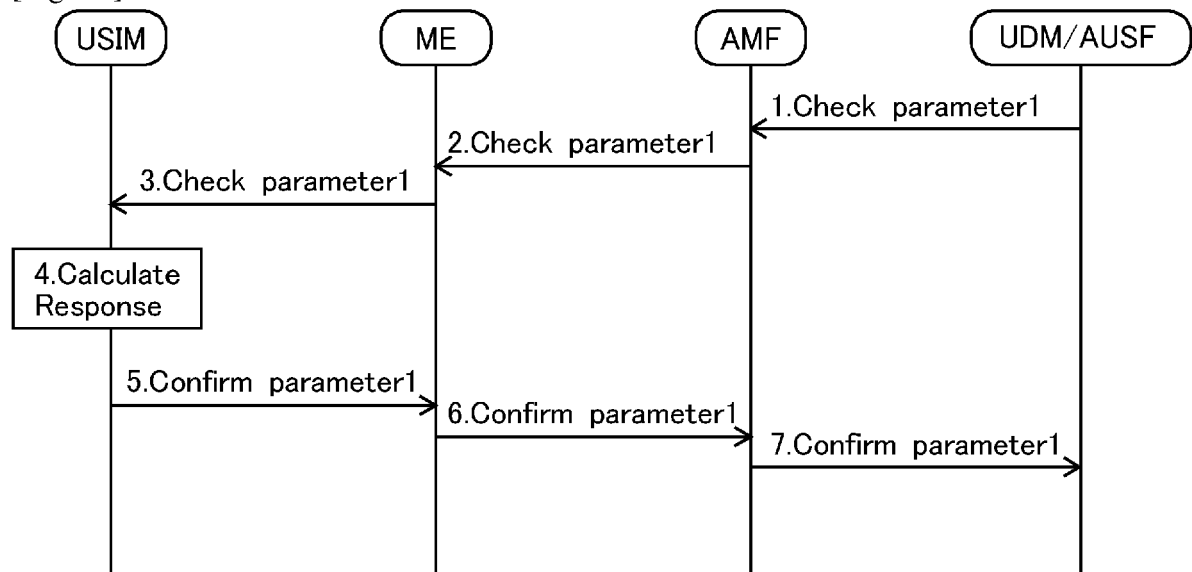 USIM
ME
AMF
UDM/AUSF
1.Check parameter1
2.Check parameter1
3.Check parameter1
4.Calculate
Response
5.Confirm parameter1
6.Confirm parameter1
7.Confirm parameter1